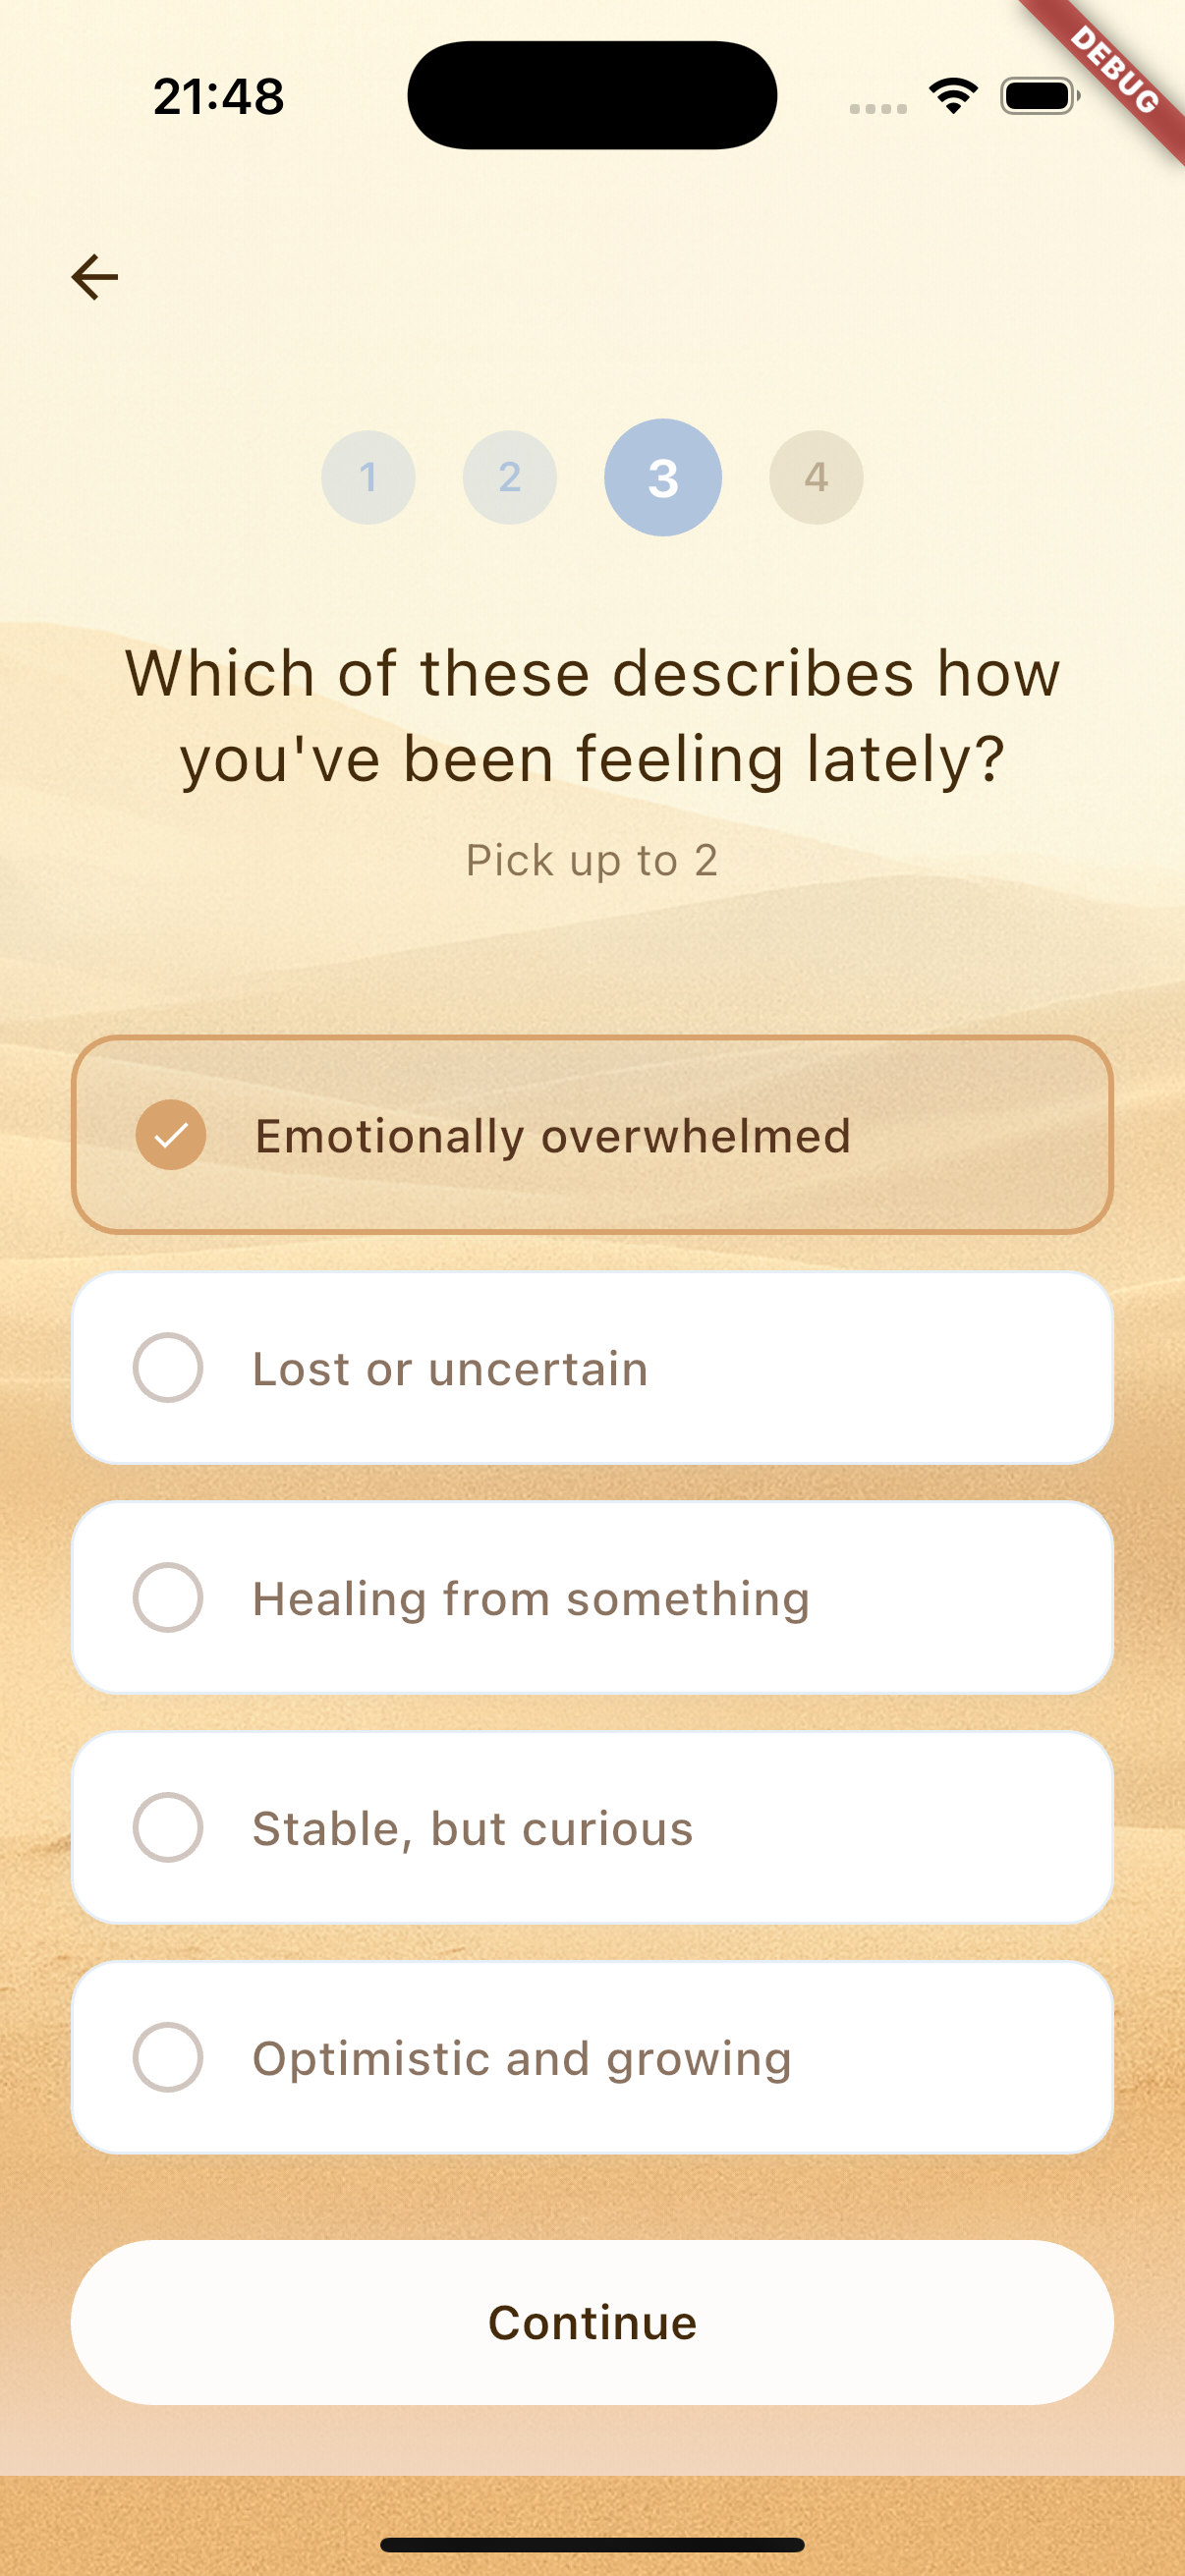 21:48
DEBUG
1 2 3 4
Which of these describes how
you've been feeling lately?
Pick up to 2
Emotionally overwhelmed
Lost or uncertain
Healing from something
Stable, but curious
Optimistic and growing
Continue